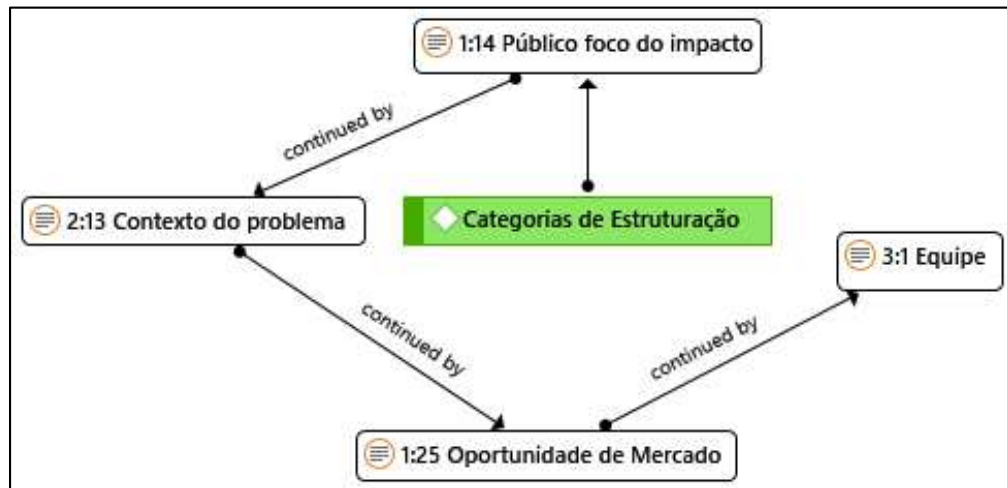 1:14 Público foco do impacto
continued by
2:13 Contexto do problema
Categorias de Estruturação
3:1 Equipe
continued by
continued by
1:25 Oportunidade de Mercado